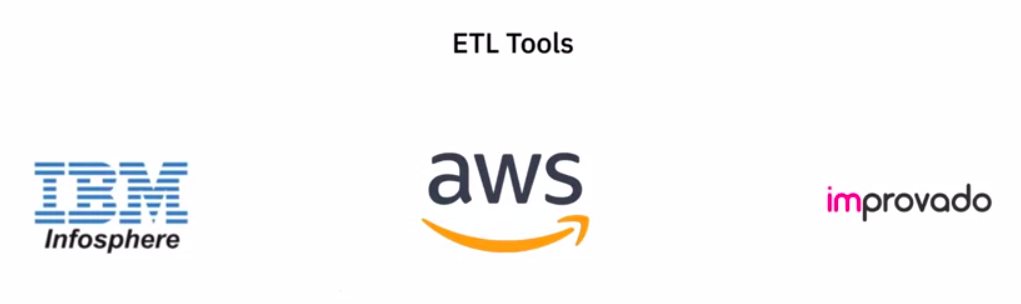 ETL Tools
IBM
Infosphere
aws
improvado